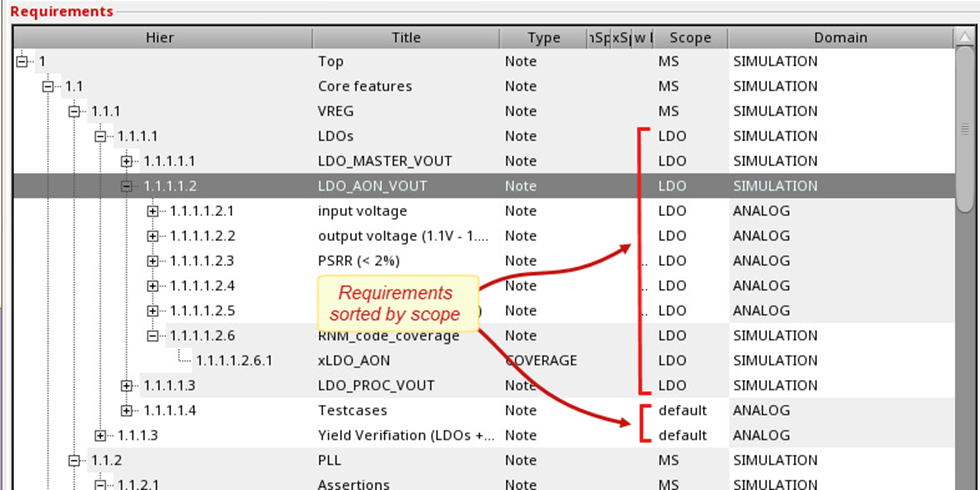 Requirements
Hier Title Type Scope Domain
1 Top Note MS SIMULATION
1.1 Core features Note MS SIMULATION
1.1.1 VREG Note MS SIMULATION
1.1.1.1 LDOs Note LDO SIMULATION
1.1.1.1.1 LDO_MASTER_VOUT Note LDO SIMULATION
1.1.1.1.2 LDO_AON_VOUT Note LDO SIMULATION
1.1.1.1.2.1 input voltage Note LDO ANALOG
1.1.1.1.2.2 output voltage (1.1V - 1.... Note LDO ANALOG
1.1.1.1.2.3 PSRR (< 2%) Note LDO ANALOG
1.1.1.1.2.4 Note LDO ANALOG
1.1.1.1.2.5 ) Note LDO ANALOG
Requirements
sorted by scope
1.1.1.1.2.6 RNM_code_coverage Note LDO SIMULATION
1.1.1.1.2.6.1 xLDO_AON COVERAGE LDO SIMULATION
1.1.1.1.3 LDO_PROC_VOUT Note LDO SIMULATION
1.1.1.1.4 Testcases Note default ANALOG
1.1.1.3 Yield Verifiation (LDOs +... Note default ANALOG
1.1.2 PLL Note MS SIMULATION
1.1.2.1 Assertions Note MS SIMULATION